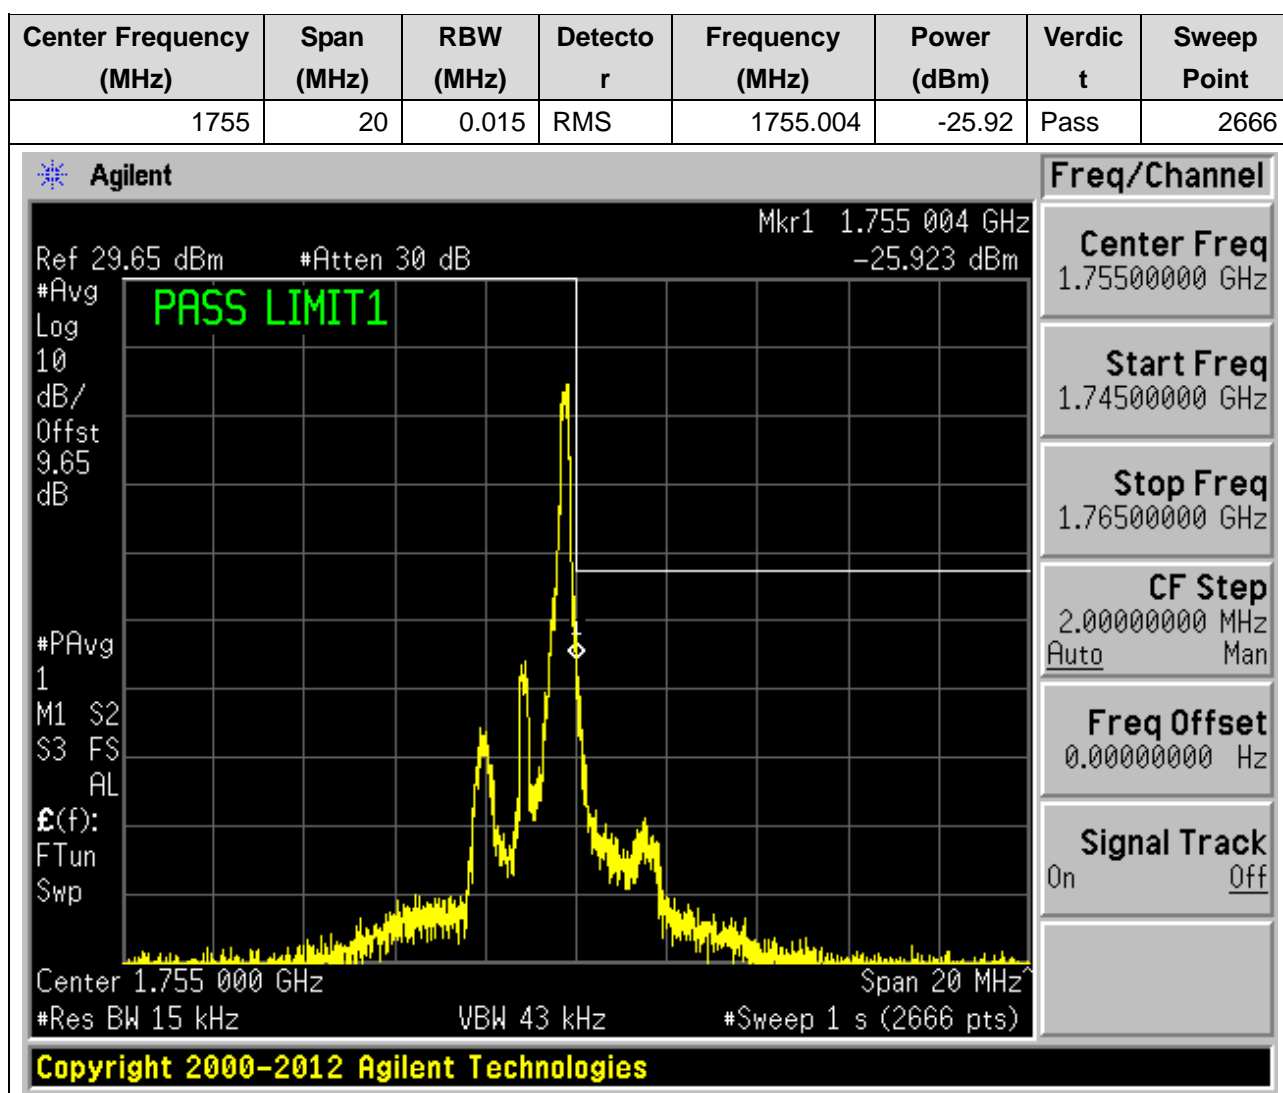 Center Frequency (MHz) Span (MHz) RBW (MHz) Detecto r Frequency (MHz) Power (dBm) Verdic t Sweep Point
1755 20 0.015 RMS 1755.004 -25.92 Pass 2666
Agilent
Freq/Channel
Mkr1 1.755 004 GHz
Ref 29.65 dBm #Atten 30 dB -25.923 dBm
#Avg
Log
10
dB/
Offst
9.65
dB
PASS LIMIT1
#PAvg
1
M1 S2
S3 FS
AL
£(f):
FTun
Swp
Center 1.755 000 GHz Span 20 MHz^
#Res BW 15 kHz VBW 43 kHz #Sweep 1 s (2666 pts)
Center Freq
1.75500000 GHz
Start Freq
1.74500000 GHz
Stop Freq
1.76500000 GHz
CF Step
2.00000000 MHz
Auto Man
Freq Offset
0.00000000 Hz
Signal Track
On Off
Copyright 2000-2012 Agilent Technologies